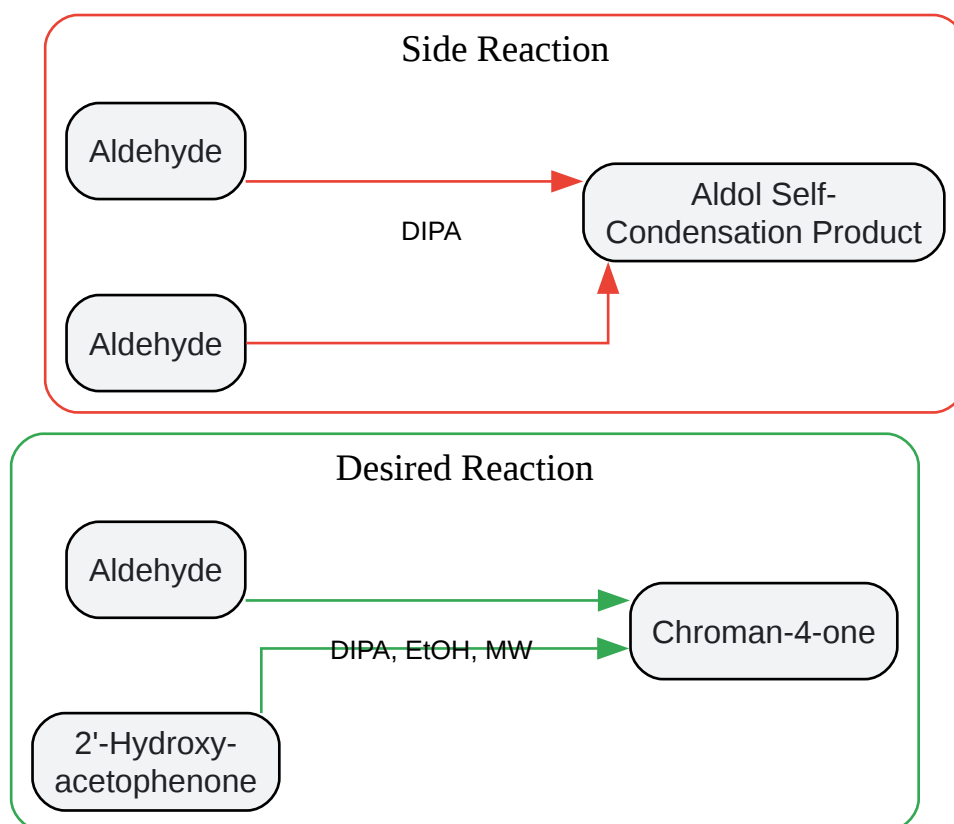 Side Reaction
Aldehyde
Aldol Self-
Condensation Product
DIPA
Aldehyde
Desired Reaction
Aldehyde
Chroman-4-one
DIPA, EtOH, MW
2'-Hydroxy-
acetophenone